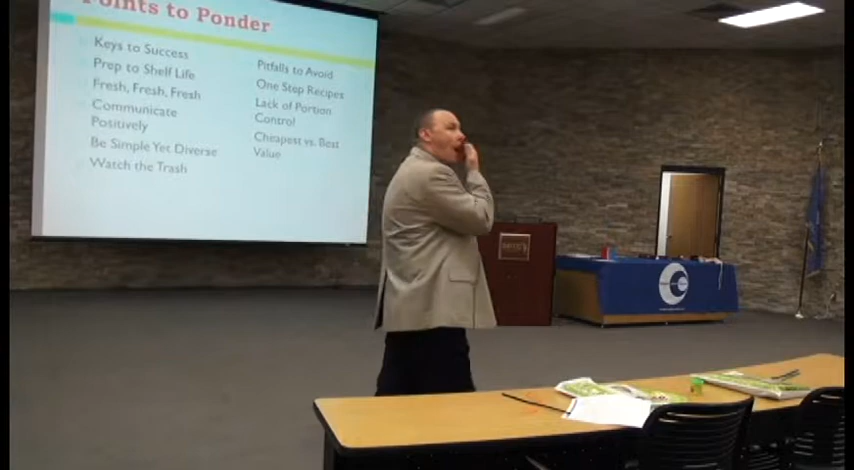 Points to Ponder
Keys to Success
Prep to Shelf Life
Fresh, Fresh, Fresh
Communicate
Positively
Be Simple Yet Diverse
Watch the Trash
Pitfalls to Avoid
One Step Recipes
Lack of Portion
Control
Cheapest vs. Best
Value